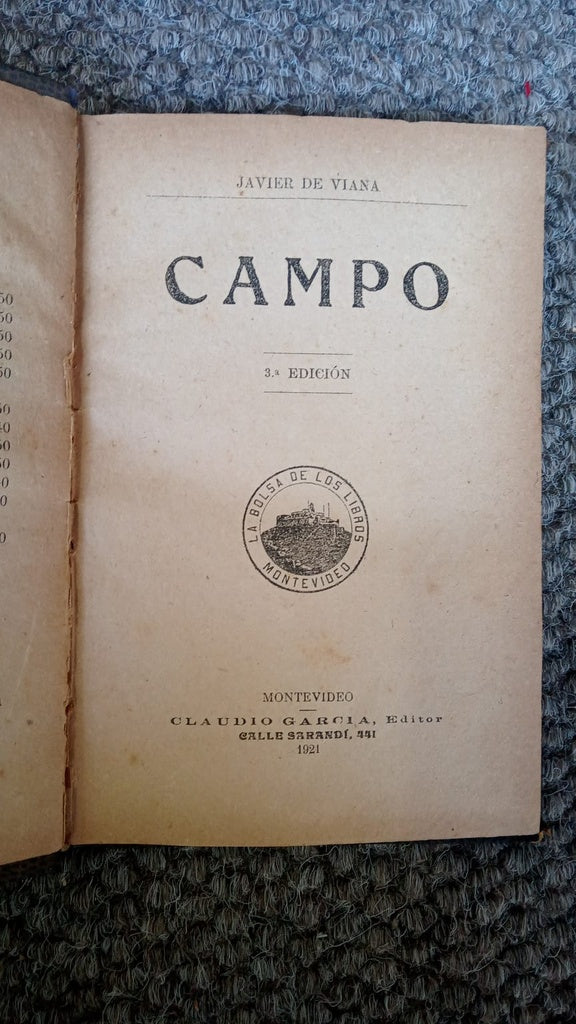 JAVIER DE VIANA
CAMPO
3.ª EDICIÓN
LA BOLSA DE LOS LIBROS
MONTEVIDEO
MONTEVIDEO
CLAUDIO GARCIA, Editor
CALLE SARANDÍ, 441
1921